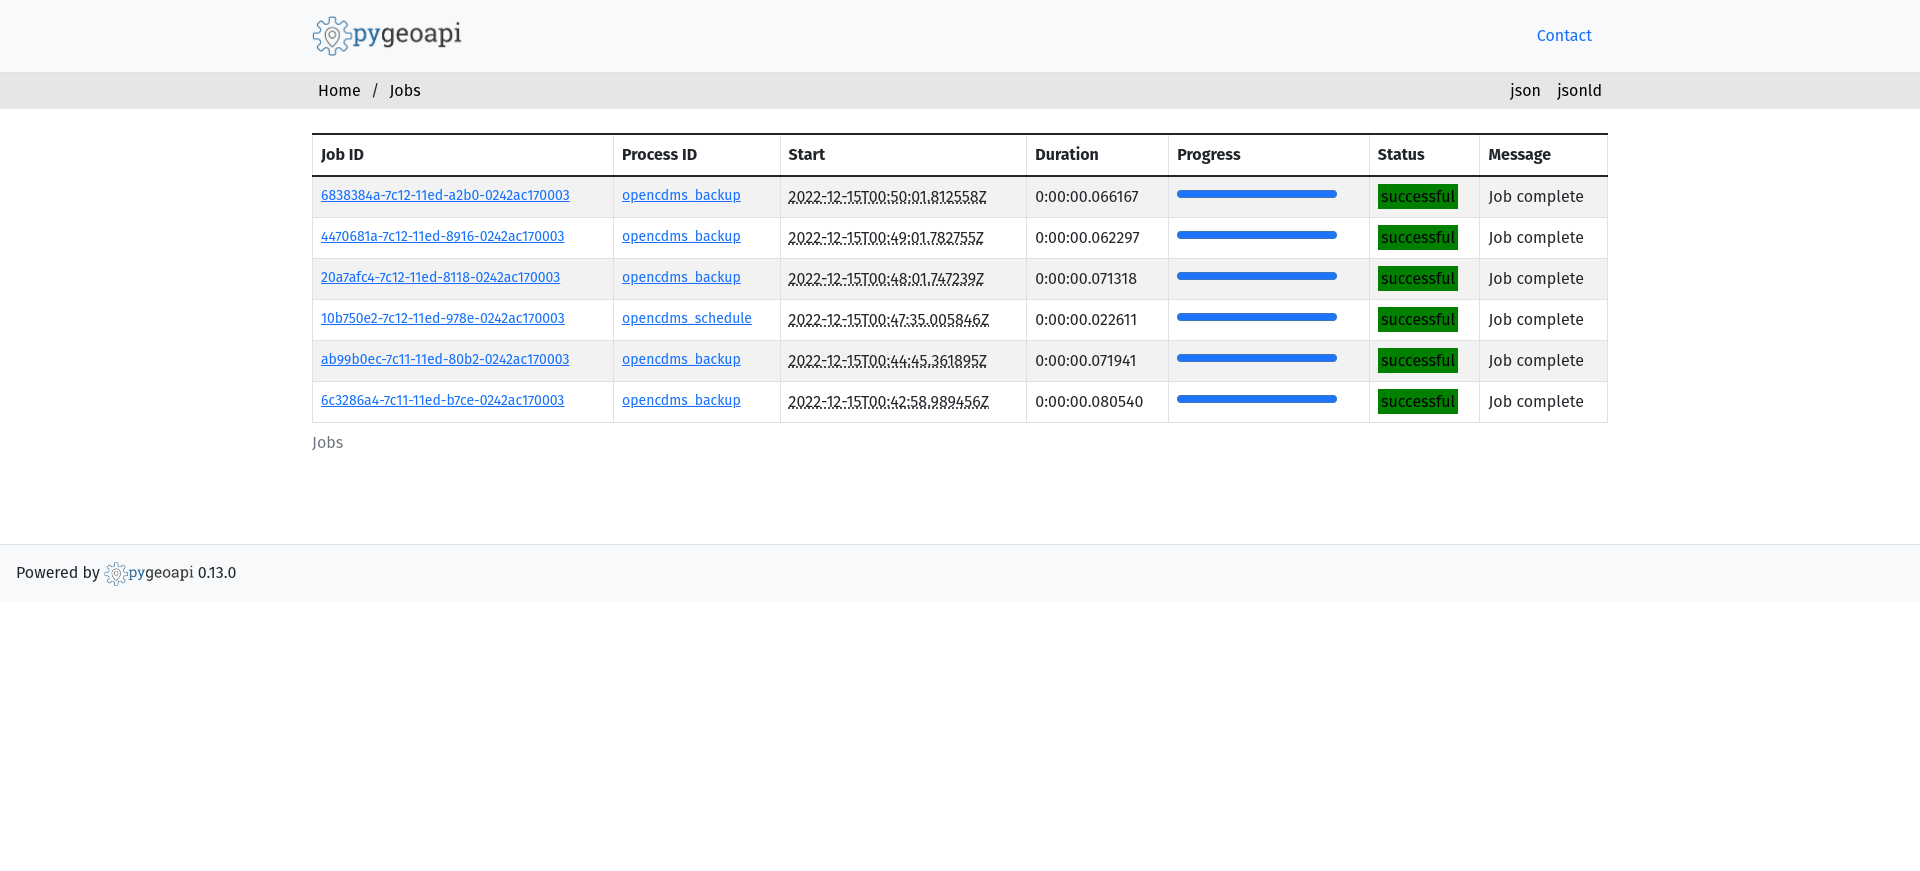 pygeoapi Contact
Home / Jobs json jsonld
Job ID Process ID Start Duration Progress Status Message
6838384a-7c12-11ed-a2b0-0242ac170003 opencdms_backup 2022-12-15T00:50:01.812558Z 0:00:00.066167 successful Job complete
4470681a-7c12-11ed-8916-0242ac170003 opencdms_backup 2022-12-15T00:49:01.782755Z 0:00:00.062297 successful Job complete
20a7afc4-7c12-11ed-8118-0242ac170003 opencdms_backup 2022-12-15T00:48:01.747239Z 0:00:00.071318 successful Job complete
10b750e2-7c12-11ed-978e-0242ac170003 opencdms_schedule 2022-12-15T00:47:35.005846Z 0:00:00.022611 successful Job complete
ab99b0ec-7c11-11ed-80b2-0242ac170003 opencdms_backup 2022-12-15T00:44:45.361895Z 0:00:00.071941 successful Job complete
6c3286a4-7c11-11ed-b7ce-0242ac170003 opencdms_backup 2022-12-15T00:42:58.989456Z 0:00:00.080540 successful Job complete
Jobs
Powered by pygeoapi 0.13.0